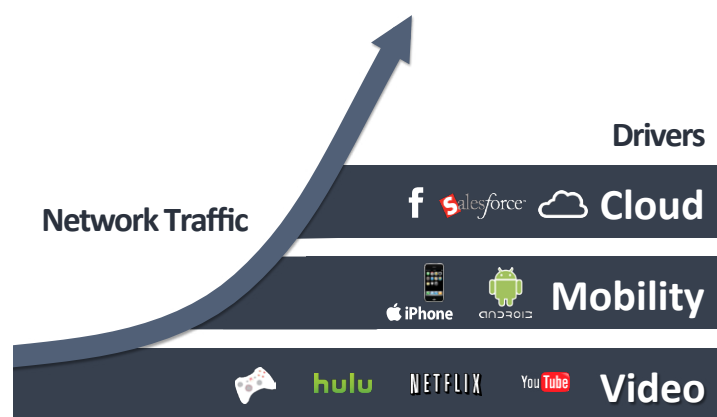 Drivers
f Salesforce Cloud
Network Traffic
iPhone ANDROID Mobility
hulu NETFLIX YouTube Video